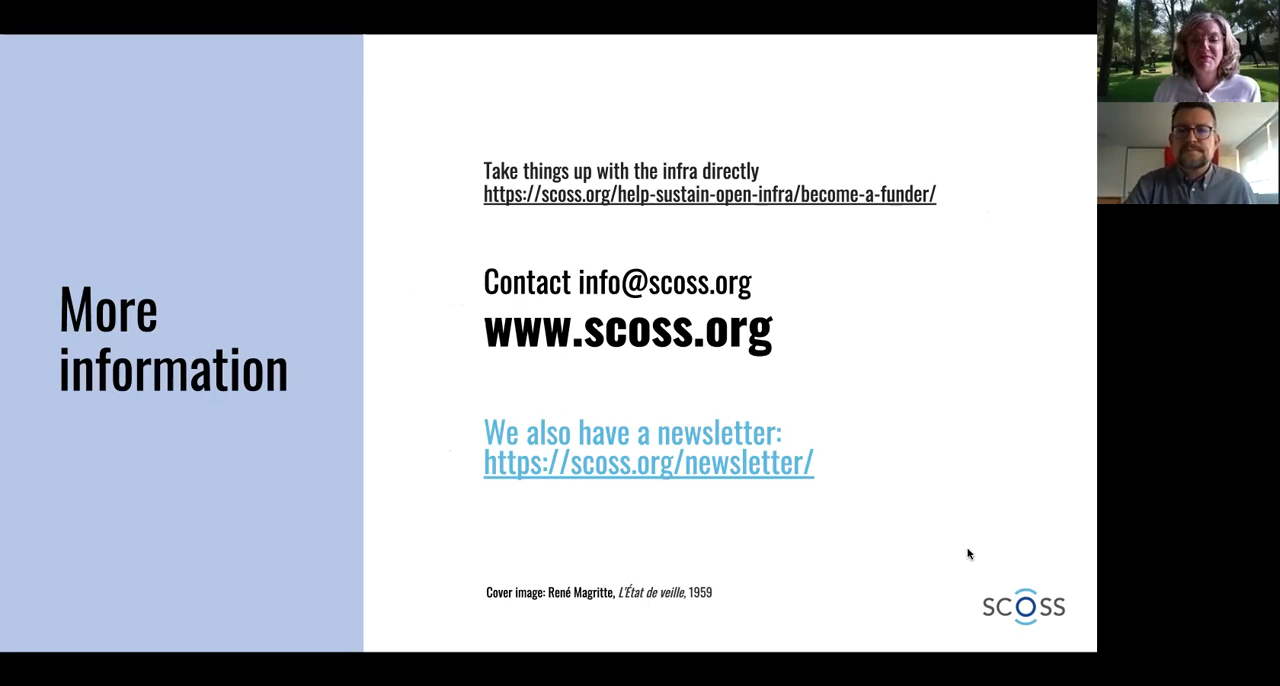 More
information
Take things up with the infra directly
https://scoss.org/help-sustain-open-infra/become-a-funder/
Contact info@scoss.org
www.scoss.org
We also have a newsletter:
https://scoss.org/newsletter/
Cover image: René Magritte, L'État de veille, 1959
SCOSS